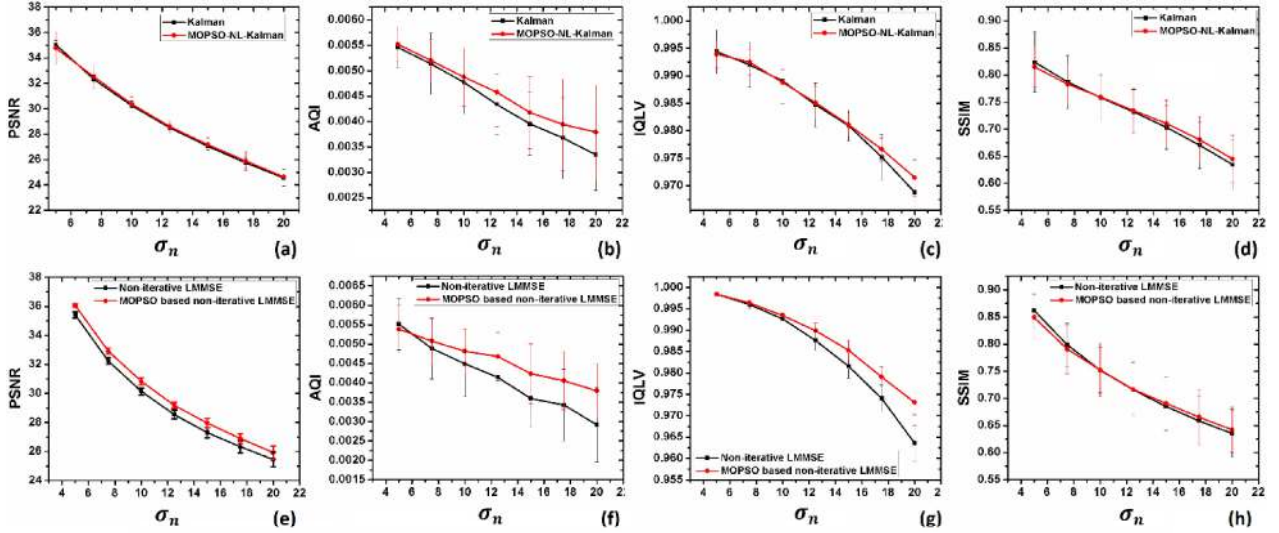 PSNR
38
36
34
32
30
28
26
24
22
4 6 8 10 12 14 16 18 20 22
Kalman
MOPSO-NL-Kalman
σn
(a)
AQI
0.0065
0.0060
0.0055
0.0050
0.0045
0.0040
0.0035
0.0030
0.0025
4 6 8 10 12 14 16 18 20 22
Kalman
MOPSO-NL-Kalman
σn
(b)
IQLV
1.000
0.995
0.990
0.985
0.980
0.975
0.970
4 6 8 10 12 14 16 18 20 22
Kalman
MOPSO-NL-Kalman
σn
(c)
SSIM
0.90
0.85
0.80
0.75
0.70
0.65
0.60
0.55
4 6 8 10 12 14 16 18 20 22
Kalman
MOPSO-NL-Kalman
σn
(d)
PSNR
38
36
34
32
30
28
26
24
4 6 8 10 12 14 16 18 20 22
Non-iterative LMMSE
MOPSO based non-iterative LMMSE
σn
(e)
AQI
0.0065
0.0060
0.0055
0.0050
0.0045
0.0040
0.0035
0.0030
0.0025
0.0020
0.0015
4 6 8 10 12 14 16 18 20 22
Non-iterative LMMSE
MOPSO based non-iterative LMMSE
σn
(f)
IQLV
1.000
0.995
0.990
0.985
0.980
0.975
0.970
0.965
0.960
0.955
4 6 8 10 12 14 16 18 20
Non-iterative LMMSE
MOPSO based non-iterative LMMSE
σn
(g)
SSIM
0.90
0.85
0.80
0.75
0.70
0.65
0.60
0.55
4 6 8 10 12 14 16 18 20 22
Non-iterative LMMSE
MOPSO based non-iterative LMMSE
σn
(h)